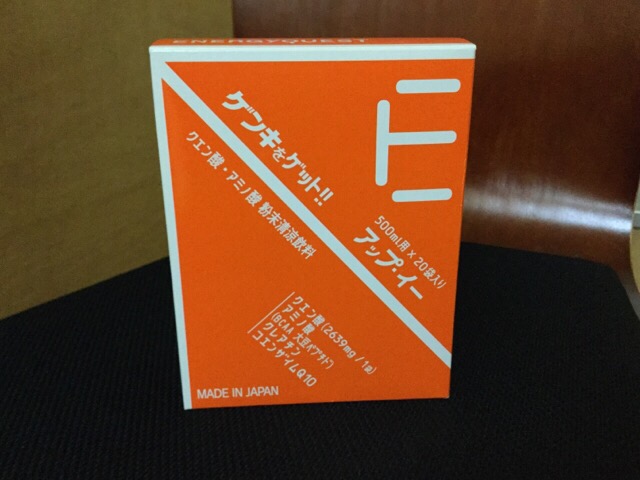 ENERGYQUEST
ゲンキをゲット!!
クエン酸・アミノ酸 粉末清涼飲料
500ml用×20袋入り
アップ・イー
クエン酸(2639mg/1袋)
アミノ酸
(BCAA 大豆ペプチド)
クレアチン
コエンザイムQ10
MADE IN JAPAN